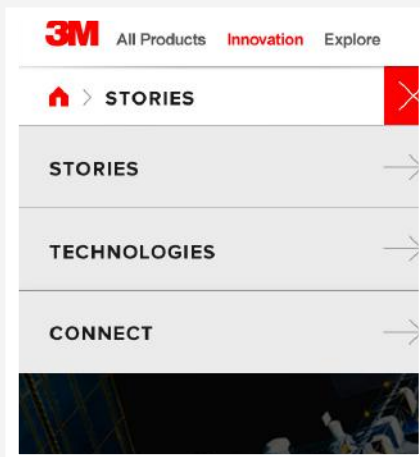 3M All Products Innovation Explore
> STORIES
STORIES
TECHNOLOGIES
CONNECT